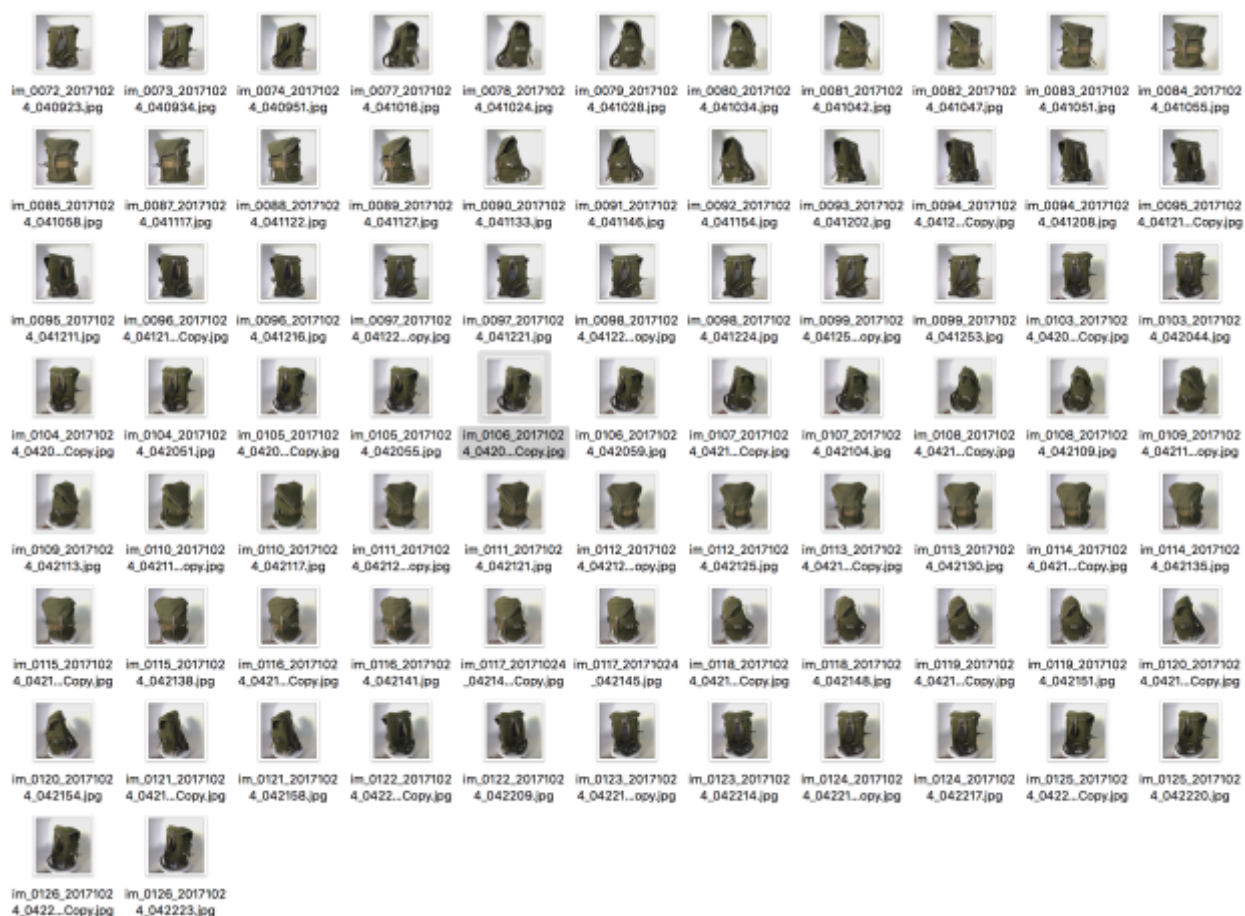 im_0072_2017102 im_0073_2017102 im_0074_2017102 im_0077_2017102 im_0078_2017102 im_0079_2017102 im_0080_2017102 im_0081_2017102 im_0082_2017102 im_0083_2017102 im_0084_2017102
4_040923.jpg 4_040934.jpg 4_040951.jpg 4_041016.jpg 4_041024.jpg 4_041028.jpg 4_041034.jpg 4_041042.jpg 4_041047.jpg 4_041051.jpg 4_041055.jpg
im_0085_2017102 im_0087_2017102 im_0088_2017102 im_0089_2017102 im_0090_2017102 im_0091_2017102 im_0092_2017102 im_0093_2017102 im_0094_2017102 im_0094_2017102 im_0095_2017102
4_041058.jpg 4_041117.jpg 4_041122.jpg 4_041127.jpg 4_041133.jpg 4_041146.jpg 4_041154.jpg 4_041202.jpg 4_0412...Copy.jpg 4_041208.jpg 4_04121...Copy.jpg
im_0095_2017102 im_0096_2017102 im_0096_2017102 im_0097_2017102 im_0097_2017102 im_0098_2017102 im_0098_2017102 im_0099_2017102 im_0099_2017102 im_0103_2017102 im_0103_2017102
4_041211.jpg 4_04121...Copy.jpg 4_041216.jpg 4_04122...opy.jpg 4_041221.jpg 4_04122...opy.jpg 4_041224.jpg 4_04125...opy.jpg 4_041253.jpg 4_0420...Copy.jpg 4_042044.jpg
im_0104_2017102 im_0104_2017102 im_0105_2017102 im_0105_2017102 im_0106_2017102 im_0106_2017102 im_0107_2017102 im_0107_2017102 im_0108_2017102 im_0108_2017102 im_0109_2017102
4_0420...Copy.jpg 4_042051.jpg 4_0420...Copy.jpg 4_042055.jpg 4_0420...Copy.jpg 4_042059.jpg 4_0421...Copy.jpg 4_042104.jpg 4_0421...Copy.jpg 4_042109.jpg 4_04211...opy.jpg
im_0109_2017102 im_0110_2017102 im_0110_2017102 im_0111_2017102 im_0111_2017102 im_0112_2017102 im_0112_2017102 im_0113_2017102 im_0113_2017102 im_0114_2017102 im_0114_2017102
4_042113.jpg 4_04211...opy.jpg 4_042117.jpg 4_04212...opy.jpg 4_042121.jpg 4_04212...opy.jpg 4_042125.jpg 4_0421...Copy.jpg 4_042130.jpg 4_0421...Copy.jpg 4_042135.jpg
im_0115_2017102 im_0115_2017102 im_0116_2017102 im_0116_2017102 im_0117_20171024 im_0117_20171024 im_0118_2017102 im_0118_2017102 im_0119_2017102 im_0119_2017102 im_0120_2017102
4_0421...Copy.jpg 4_042138.jpg 4_0421...Copy.jpg 4_042141.jpg _04214...Copy.jpg _042145.jpg 4_0421...Copy.jpg 4_042148.jpg 4_0421...Copy.jpg 4_042151.jpg 4_0421...Copy.jpg
im_0120_2017102 im_0121_2017102 im_0121_2017102 im_0122_2017102 im_0122_2017102 im_0123_2017102 im_0123_2017102 im_0124_2017102 im_0124_2017102 im_0125_2017102 im_0125_2017102
4_042154.jpg 4_0421...Copy.jpg 4_042158.jpg 4_0422...Copy.jpg 4_042209.jpg 4_04221...opy.jpg 4_042214.jpg 4_04221...opy.jpg 4_042217.jpg 4_0422...Copy.jpg 4_042220.jpg
im_0126_2017102 im_0126_2017102
4_0422...Copy.jpg 4_042223.jpg